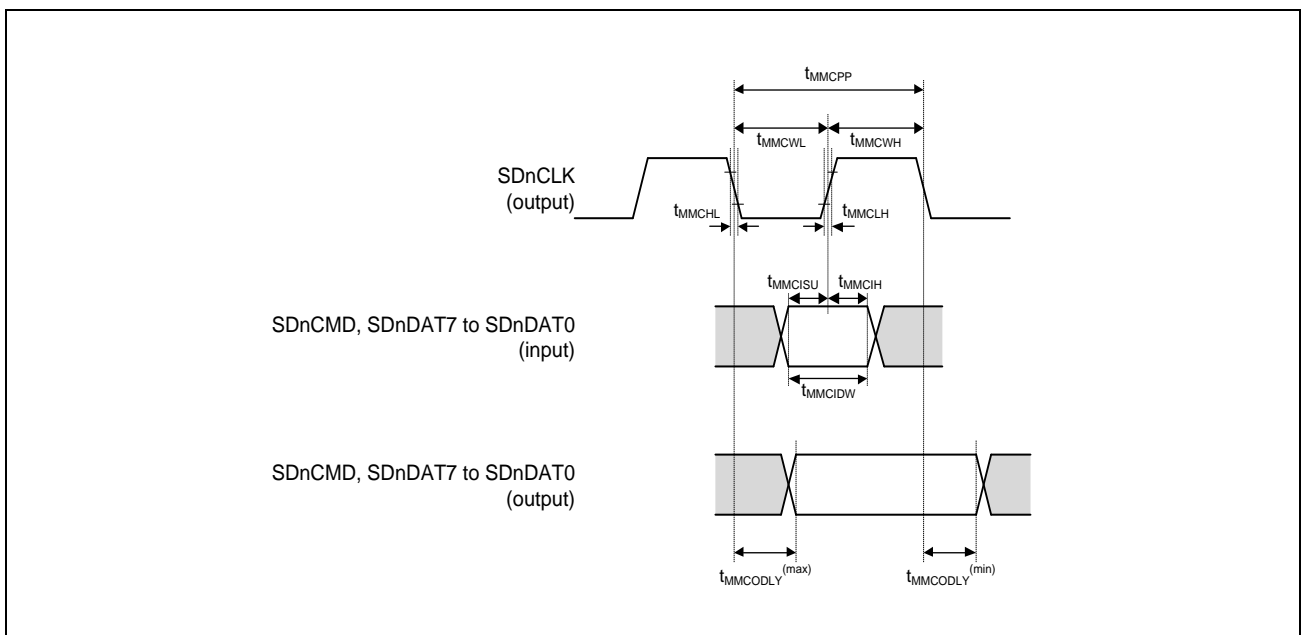 tMMCPP
tMMCWL tMMCWH
SDnCLK
(output)
tMMCHL tMMCLH
tMMCISU tMMCIH
SDnCMD, SDnDAT7 to SDnDAT0
(input)
tMMCIDW
SDnCMD, SDnDAT7 to SDnDAT0
(output)
tMMCODLY(max) tMMCODLY(min)